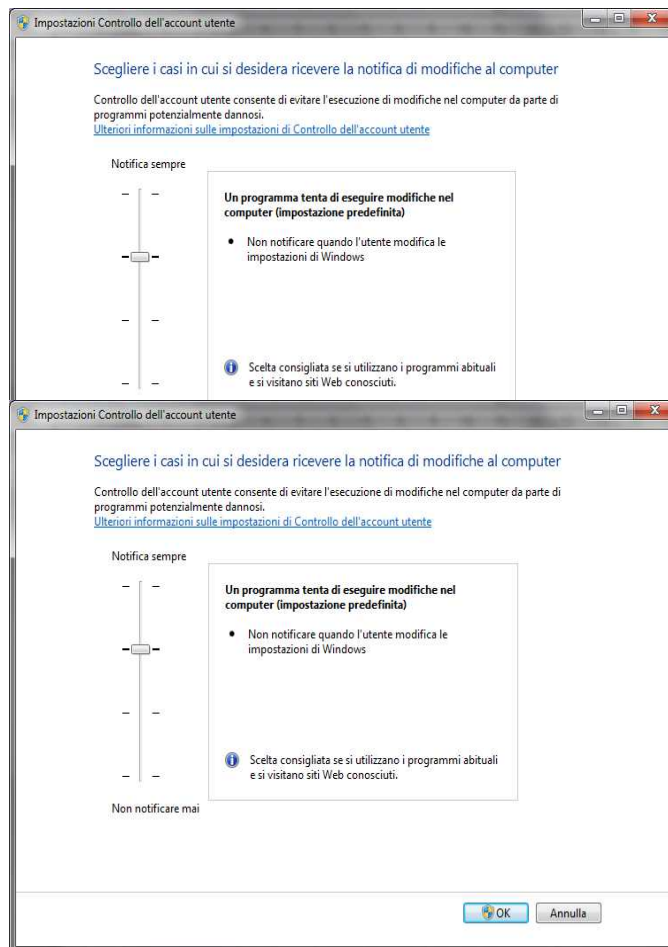 Impostazioni Controllo dell'account utente
Scegliere i casi in cui si desidera ricevere la notifica di modifiche al computer
Controllo dell'account utente consente di evitare l'esecuzione di modifiche nel computer da parte di
programmi potenzialmente dannosi.
Ulteriori informazioni sulle impostazioni di Controllo dell'account utente
Notifica sempre
Un programma tenta di eseguire modifiche nel
computer (impostazione predefinita)
• Non notificare quando l'utente modifica le
impostazioni di Windows
Scelta consigliata se si utilizzano i programmi abituali
e si visitano siti Web conosciuti.
Impostazioni Controllo dell'account utente
Scegliere i casi in cui si desidera ricevere la notifica di modifiche al computer
Controllo dell'account utente consente di evitare l'esecuzione di modifiche nel computer da parte di
programmi potenzialmente dannosi.
Ulteriori informazioni sulle impostazioni di Controllo dell'account utente
Notifica sempre
Un programma tenta di eseguire modifiche nel
computer (impostazione predefinita)
• Non notificare quando l'utente modifica le
impostazioni di Windows
Scelta consigliata se si utilizzano i programmi abituali
e si visitano siti Web conosciuti.
Non notificare mai
OK Annulla